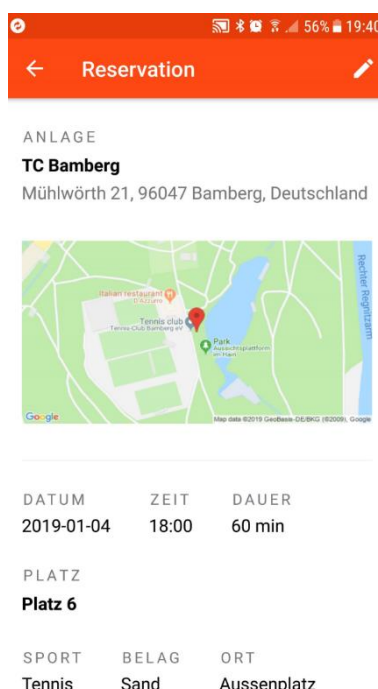 56% 19:40
Reservation
ANLAGE
TC Bamberg
Mühlwörth 21, 96047 Bamberg, Deutschland
Italian restaurant
D'Azzurro
Tennis club
Tennis-Club Bamberg eV
Park
Aussichtsplattform
im Hain
Rechter Regnitzarm
Google
Map data ©2019 GeoBasis-DE/BKG (©2009), Google
DATUM ZEIT DAUER
2019-01-04 18:00 60 min
PLATZ
Platz 6
SPORT BELAG ORT
Tennis Sand Aussenplatz